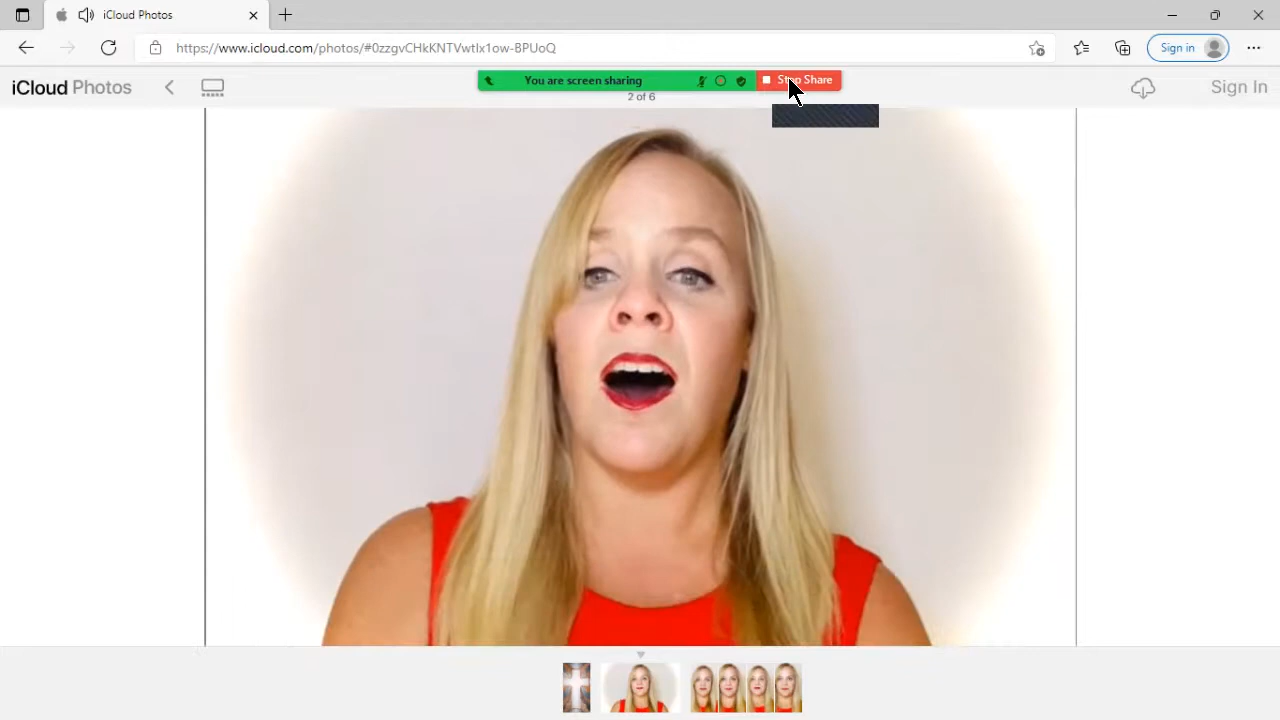 iCloud Photos
https://www.icloud.com/photos/#0zzgvCHkKNTVwtIx1ow-BPUoQ
Sign in
iCloud Photos
You are screen sharing
Stop Share
2 of 6
Sign In